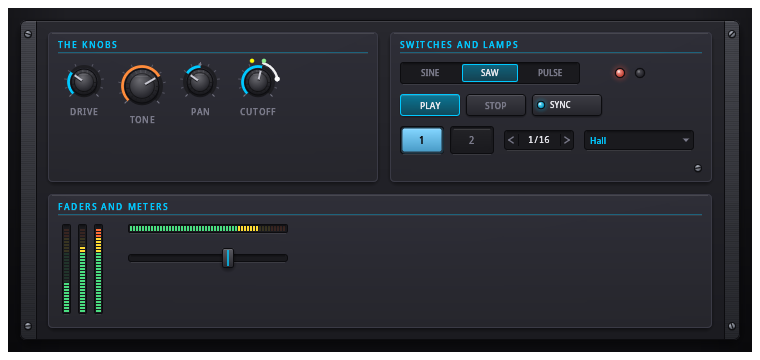 THE KNOBS
DRIVE
TONE
PAN
CUTOFF
SWITCHES AND LAMPS
SINE SAW PULSE
PLAY STOP SYNC
1 2 < 1/16 > Hall
FADERS AND METERS